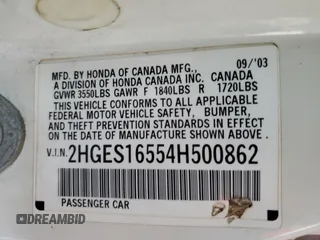 MFD. BY HONDA OF CANADA MFG., 09/'03
A DIVISION OF HONDA CANADA INC. CANADA
GVWR 3550LBS GAWR F 1840LBS R 1720LBS
THIS VEHICLE CONFORMS TO ALL APPLICABLE
FEDERAL MOTOR VEHICLE SAFETY, BUMPER,
AND THEFT PREVENTION STANDARDS IN EFFECT
ON THE DATE OF MANUFACTURE SHOWN ABOVE.
V.I.N. 2HGES16554H500862
PASSENGER CAR
DREAMBID